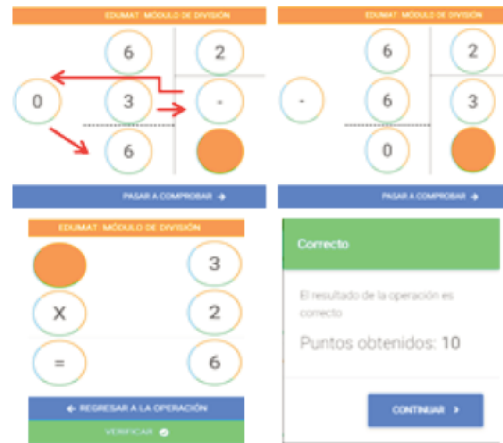 EDUMAT: MÓDULO DE DIVISIÓN
6 2
0 3 -
6
PASAR A COMPROBAR →
EDUMAT: MÓDULO DE DIVISIÓN
6 2
- 6 3
0
PASAR A COMPROBAR →
EDUMAT: MÓDULO DE DIVISIÓN
3
X 2
= 6
← REGRESAR A LA OPERACIÓN
VERIFICAR
Correcto
El resultado de la operación es
correcto
Puntos obtenidos: 10
CONTINUAR >